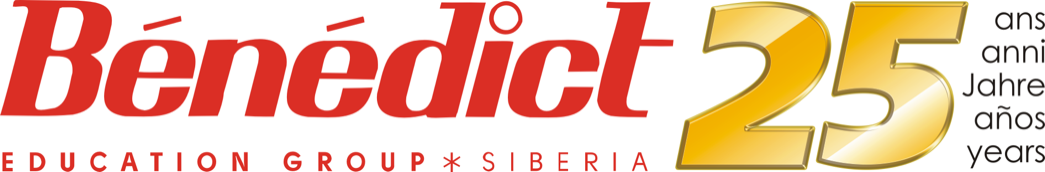 Bénédict
EDUCATION GROUP * SIBERIA
25
ans
anni
Jahre
años
years